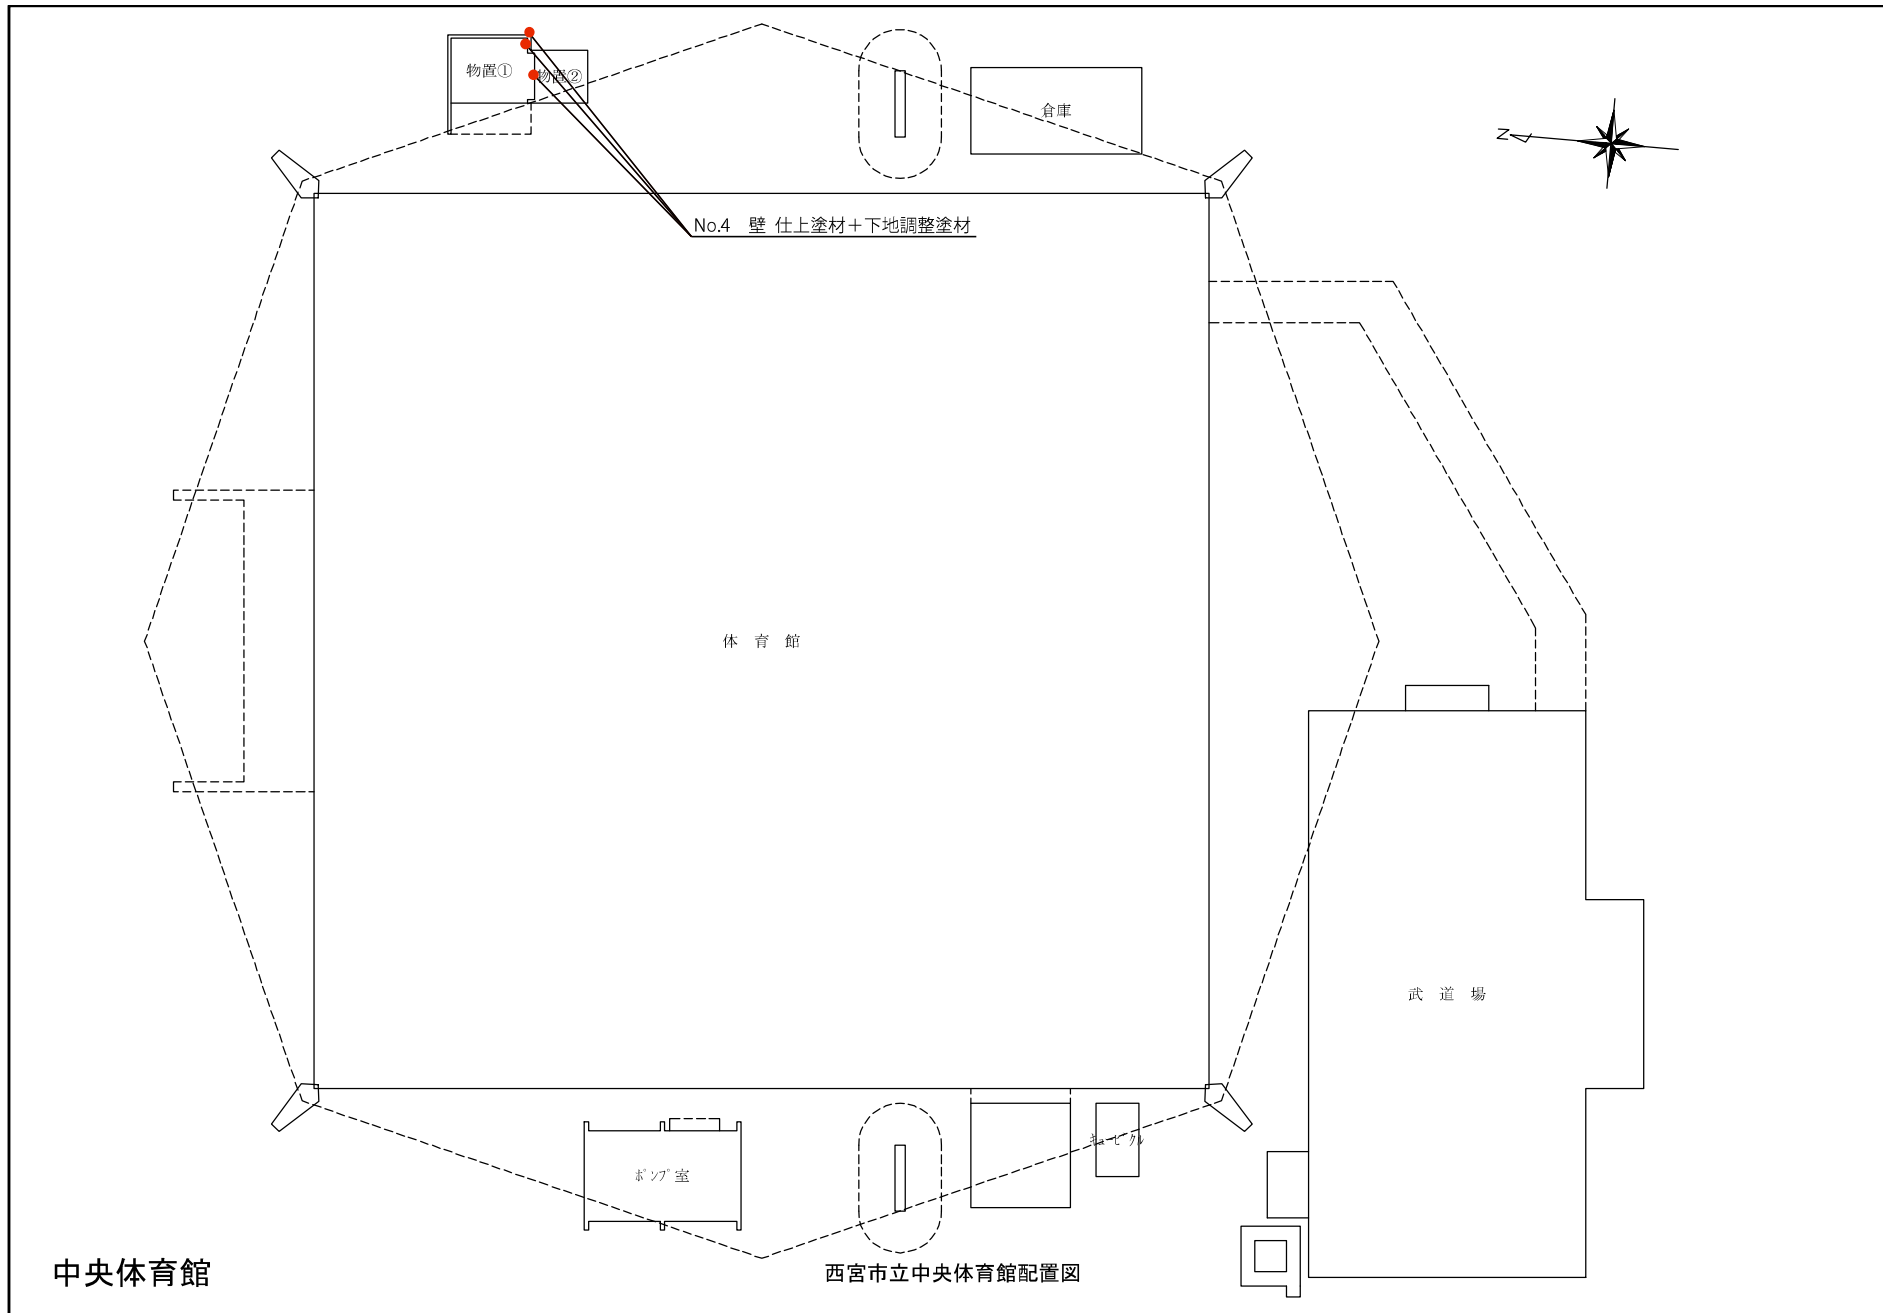 物置①
物置②
倉庫
N
No.4 壁 仕上塗材＋下地調整塗材
体 育 館
武 道 場
キュービクル
ポンプ室
中央体育館
西宮市立中央体育館配置図